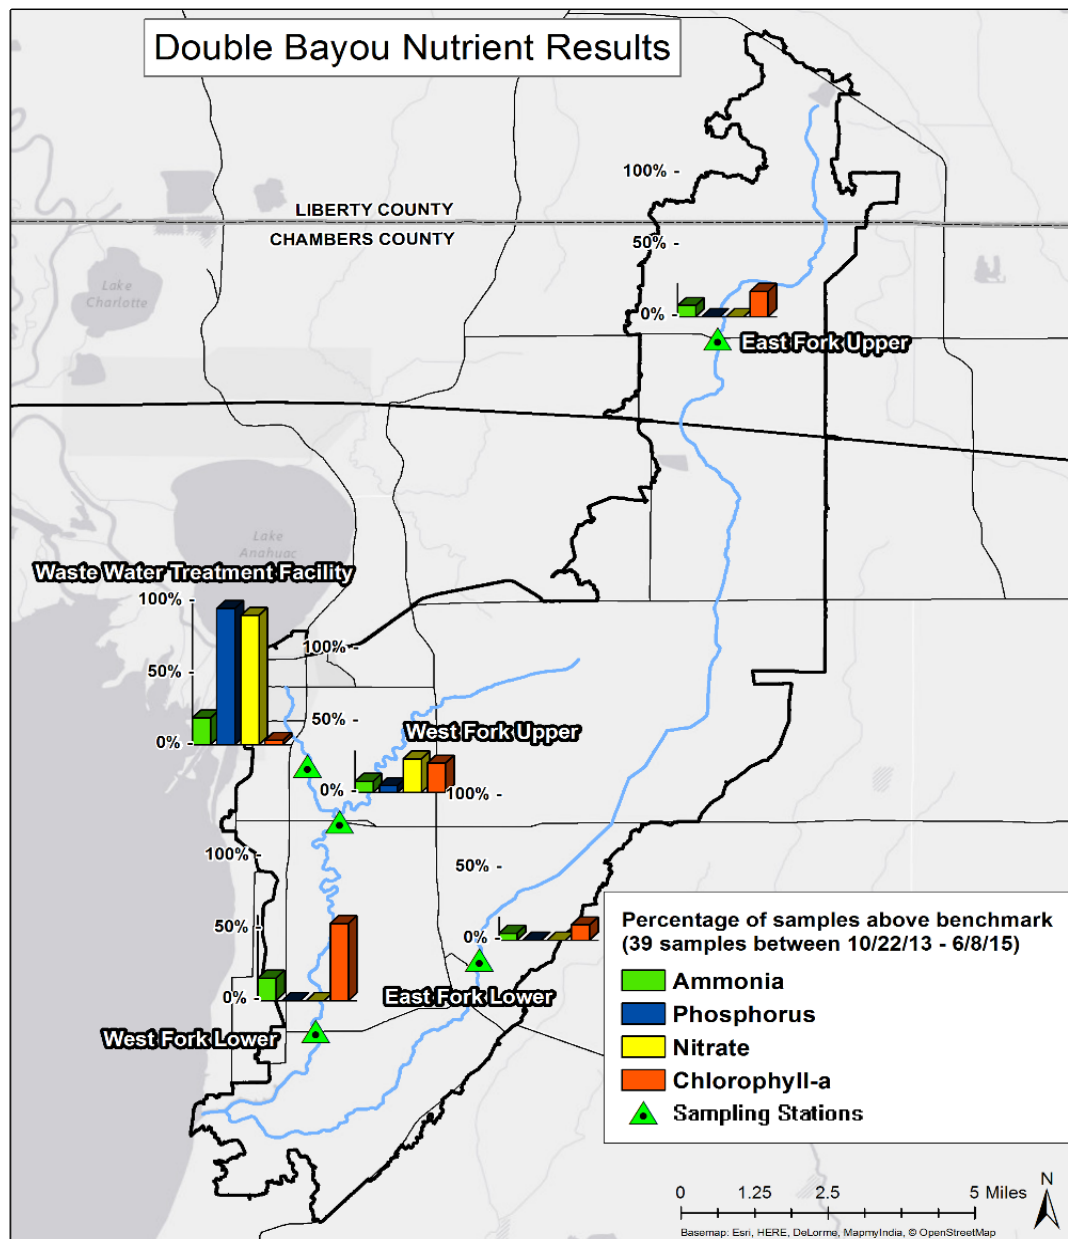 Double Bayou Nutrient Results
100% -
LIBERTY COUNTY
CHAMBERS COUNTY
50% -
Lake
Charlotte
0% -
East Fork Upper
Lake
Anahuac
Waste Water Treatment Facility
100% -
50% -
0% -
100% -
50% -
West Fork Upper
0% -
100% -
50% -
0% -
100% -
50% -
0% -
East Fork Lower
West Fork Lower
Percentage of samples above benchmark
(39 samples between 10/22/13 - 6/8/15)
Ammonia
Phosphorus
Nitrate
Chlorophyll-a
Sampling Stations
0 1.25 2.5 5 Miles
N
Basemap: Esri, HERE, DeLorme, MapmyIndia, © OpenStreetMap